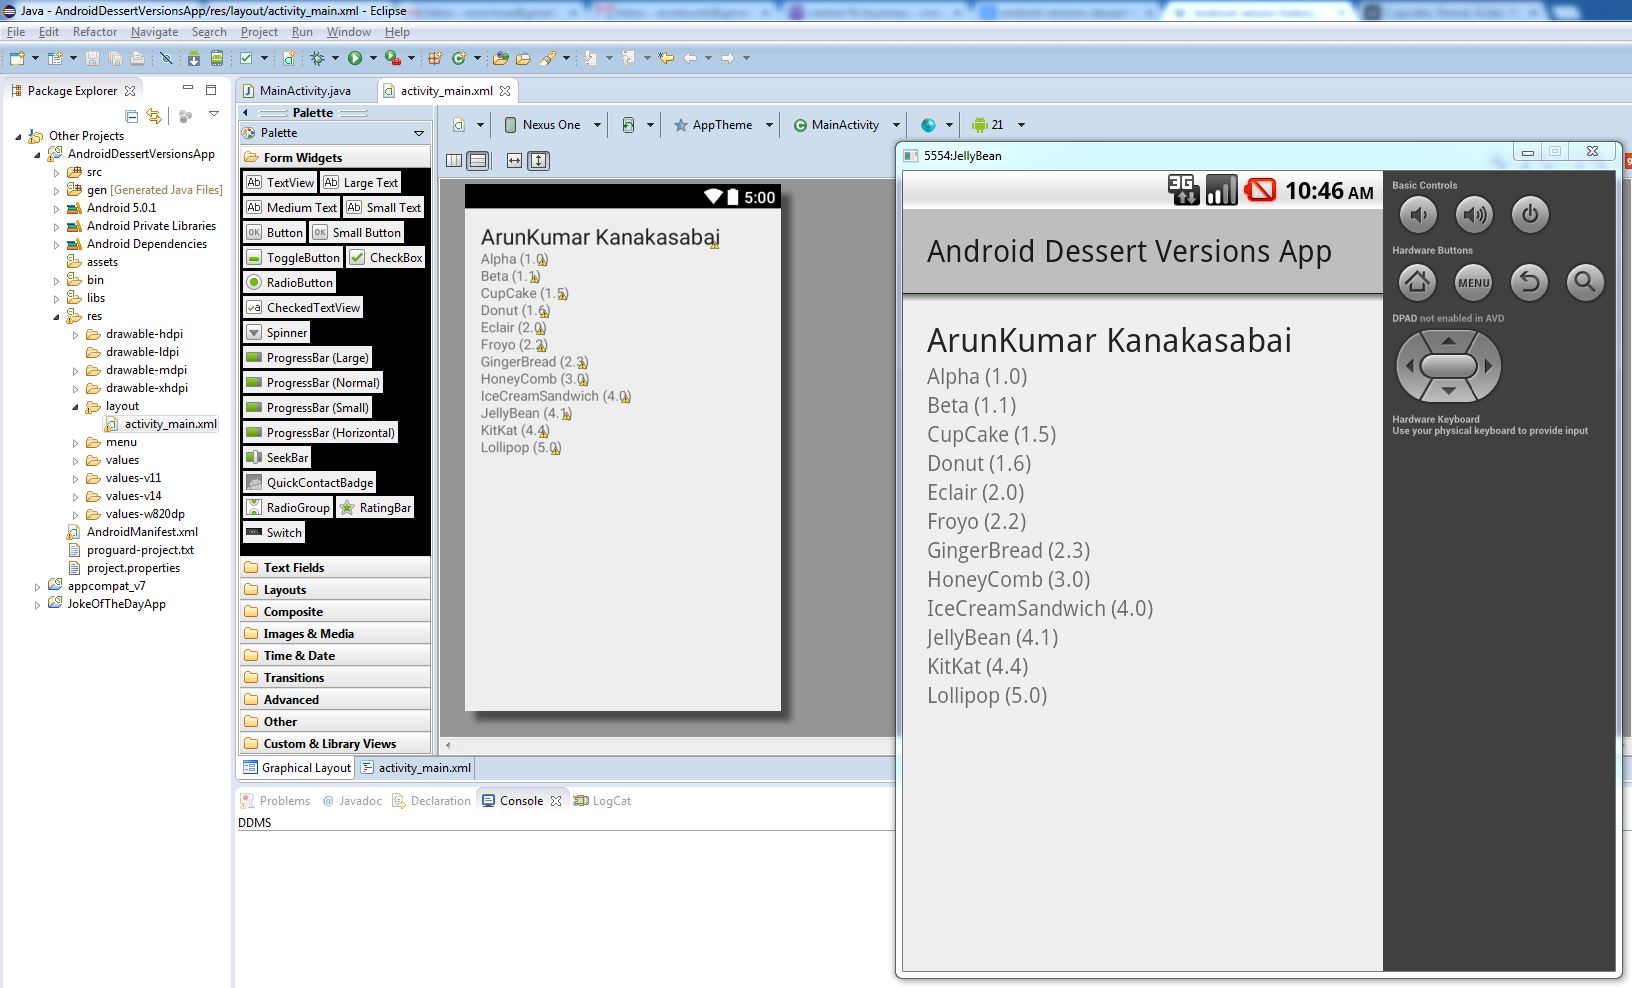 Java - AndroidDessertVersionsApp/res/layout/activity_main.xml - Eclipse
File Edit Refactor Navigate Search Project Run Window Help
Package Explorer
Other Projects
AndroidDessertVersionsApp
src
gen [Generated Java Files]
Android 5.0.1
Android Private Libraries
Android Dependencies
assets
bin
libs
res
drawable-hdpi
drawable-ldpi
drawable-mdpi
drawable-xhdpi
layout
activity_main.xml
menu
values
values-v11
values-v14
values-w820dp
AndroidManifest.xml
proguard-project.txt
project.properties
appcompat_v7
JokeOfTheDayApp
MainActivity.java activity_main.xml
Palette
Palette
Form Widgets
Ab TextView Ab Large Text
Ab Medium Text Ab Small Text
OK Button OK Small Button
ToggleButton CheckBox
RadioButton
CheckedTextView
Spinner
ProgressBar (Large)
ProgressBar (Normal)
ProgressBar (Small)
ProgressBar (Horizontal)
SeekBar
QuickContactBadge
RadioGroup RatingBar
Switch
Text Fields
Layouts
Composite
Images & Media
Time & Date
Transitions
Advanced
Other
Custom & Library Views
Graphical Layout activity_main.xml
Nexus One AppTheme MainActivity 21
5:00
ArunKumar Kanakasabai
Alpha (1.0)
Beta (1.1)
CupCake (1.5)
Donut (1.6)
Eclair (2.0)
Froyo (2.2)
GingerBread (2.3)
HoneyComb (3.0)
IceCreamSandwich (4.0)
JellyBean (4.1)
KitKat (4.4)
Lollipop (5.0)
Problems @ Javadoc Declaration Console LogCat
DDMS
5554:JellyBean
3G 10:46 AM
Android Dessert Versions App
ArunKumar Kanakasabai
Alpha (1.0)
Beta (1.1)
CupCake (1.5)
Donut (1.6)
Eclair (2.0)
Froyo (2.2)
GingerBread (2.3)
HoneyComb (3.0)
IceCreamSandwich (4.0)
JellyBean (4.1)
KitKat (4.4)
Lollipop (5.0)
Basic Controls
Hardware Buttons
MENU
DPAD not enabled in AVD
Hardware Keyboard
Use your physical keyboard to provide input